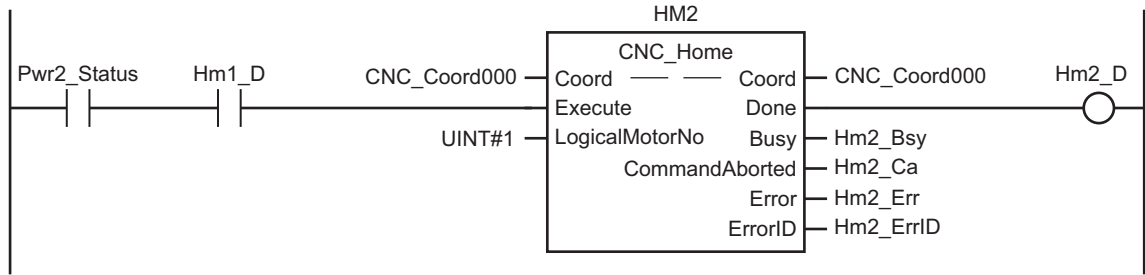 HM2
CNC_Home
Pwr2_Status Hm1_D CNC_Coord000 Coord Coord CNC_Coord000 Hm2_D
Execute Done
UINT#1 LogicalMotorNo Busy Hm2_Bsy
CommandAborted Hm2_Ca
Error Hm2_Err
ErrorID Hm2_ErrID